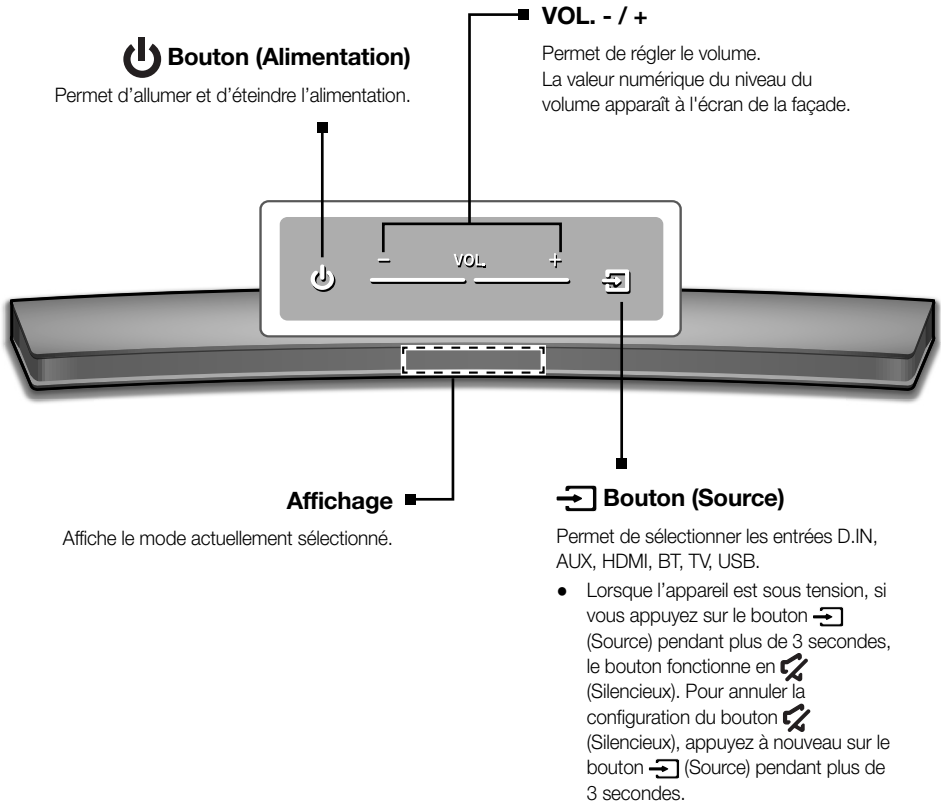 VOL. - / +
Permet de régler le volume.
La valeur numérique du niveau du
volume apparaît à l'écran de la façade.
Bouton (Alimentation)
Permet d’allumer et d’éteindre l’alimentation.
- VOL. +
Affichage
Affiche le mode actuellement sélectionné.
Bouton (Source)
Permet de sélectionner les entrées D.IN,
AUX, HDMI, BT, TV, USB.
● Lorsque l’appareil est sous tension, si
vous appuyez sur le bouton
(Source) pendant plus de 3 secondes,
le bouton fonctionne en
(Silencieux). Pour annuler la
configuration du bouton
(Silencieux), appuyez à nouveau sur le
bouton (Source) pendant plus de
3 secondes.